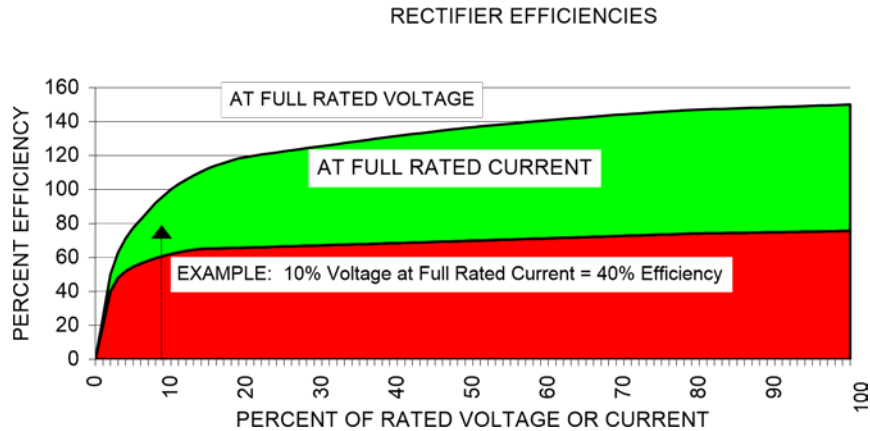 RECTIFIER EFFICIENCIES
160
140
120
100
80
60
40
20
0
PERCENT EFFICIENCY
AT FULL RATED VOLTAGE
AT FULL RATED CURRENT
EXAMPLE: 10% Voltage at Full Rated Current = 40% Efficiency
0 10 20 30 40 50 60 70 80 90 100
PERCENT OF RATED VOLTAGE OR CURRENT